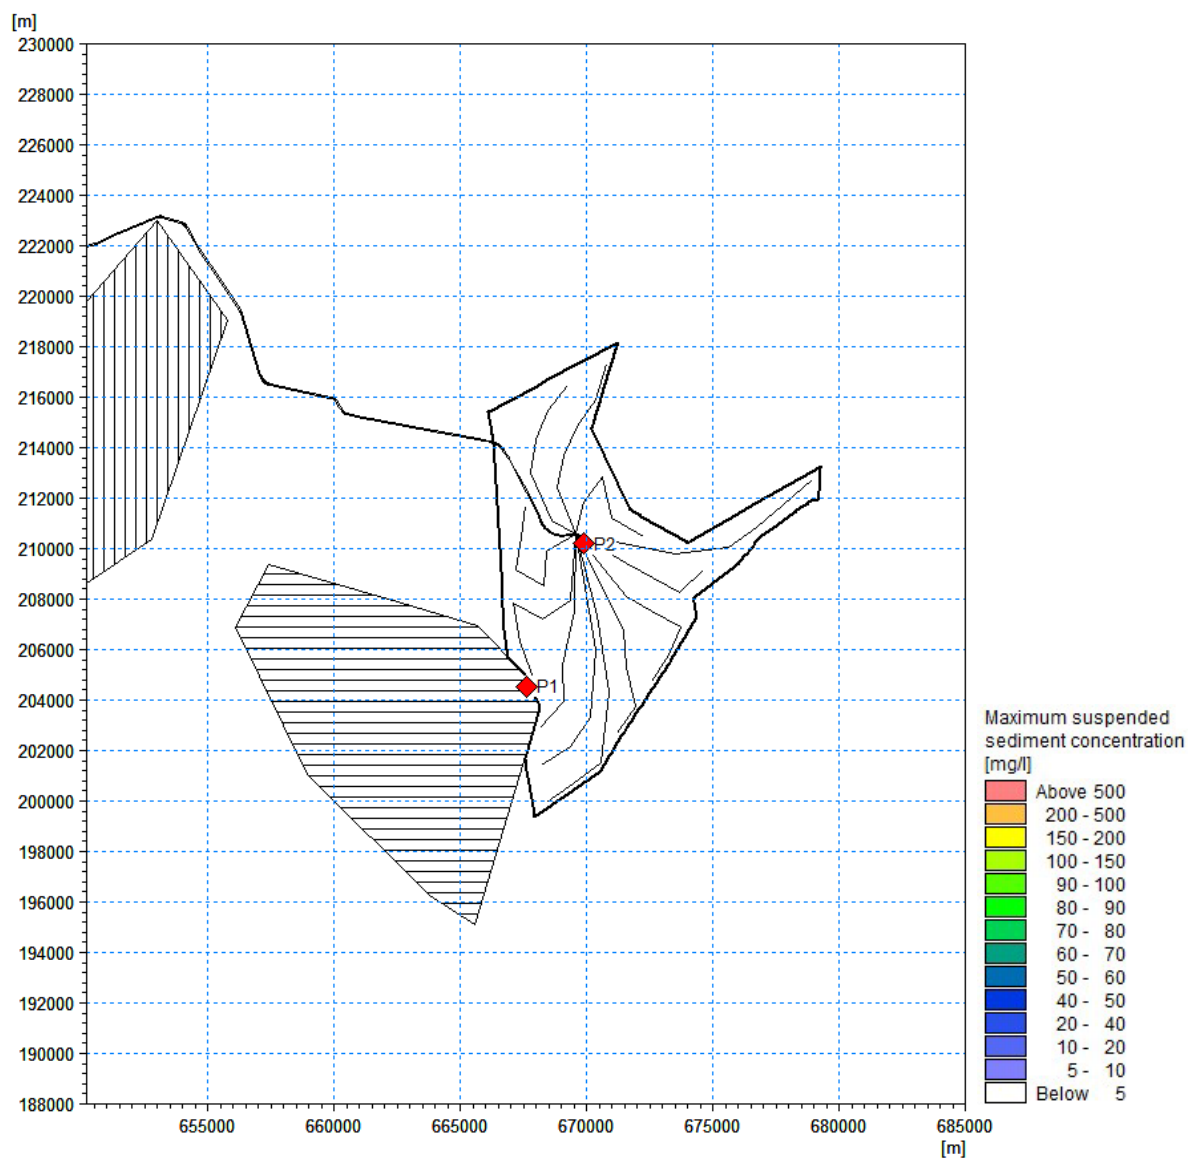 [m]
230000
228000
226000
224000
222000
220000
218000
216000
214000
212000
210000
208000
206000
204000
202000
200000
198000
196000
194000
192000
190000
188000
P2
P1
655000
660000
665000
670000
675000
680000
685000
[m]
Maximum suspended
sediment concentration
[mg/l]
Above 500
200 - 500
150 - 200
100 - 150
90 - 100
80 - 90
70 - 80
60 - 70
50 - 60
40 - 50
20 - 40
10 - 20
5 - 10
Below 5